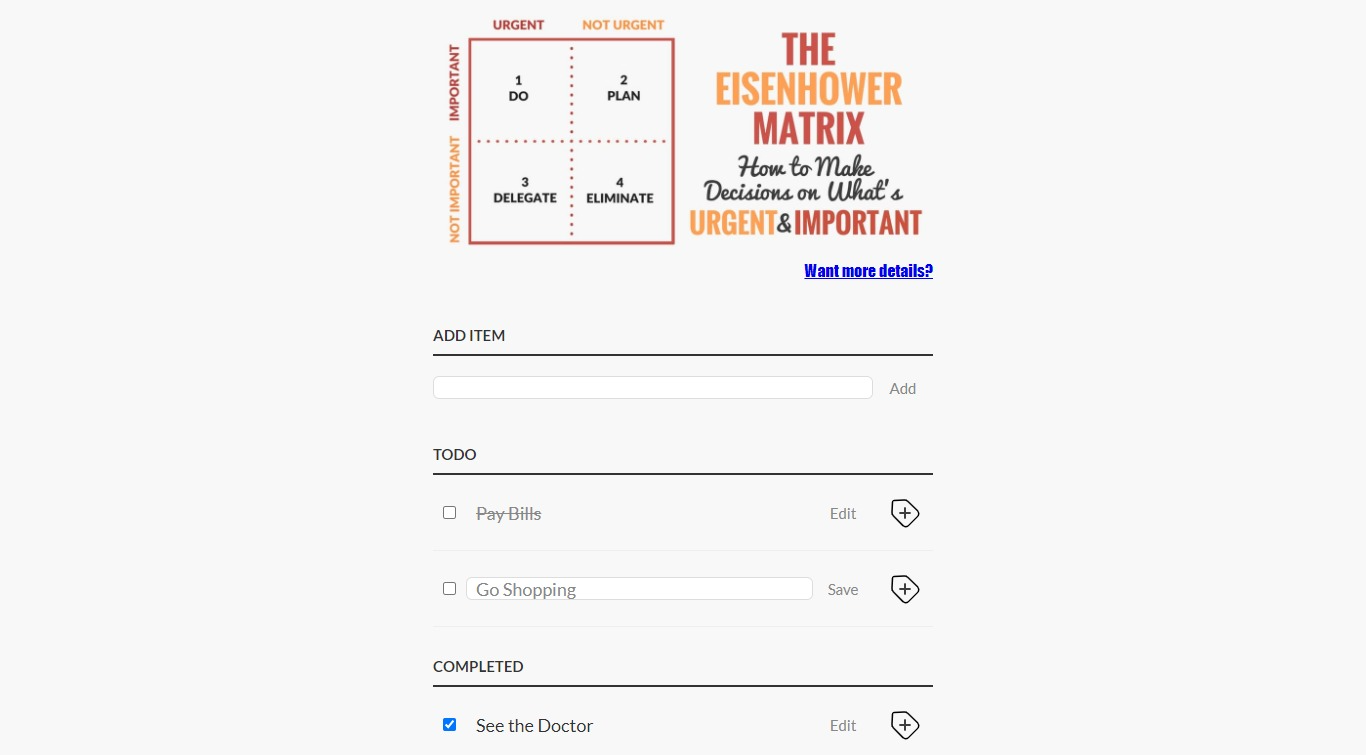 URGENT NOT URGENT
IMPORTANT
NOT IMPORTANT
1
DO
2
PLAN
3
DELEGATE
4
ELIMINATE
THE
EISENHOWER
MATRIX
How to Make
Decisions on What's
URGENT&IMPORTANT
Want more details?
ADD ITEM
Add
TODO
Pay Bills Edit
Go Shopping Save
COMPLETED
See the Doctor Edit